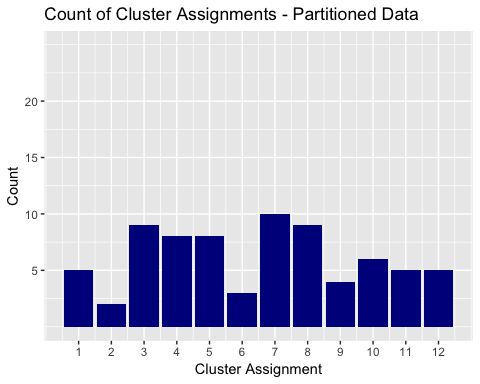 Count of Cluster Assignments - Partitioned Data
20
15
10
5
Count
1 2 3 4 5 6 7 8 9 10 11 12
Cluster Assignment